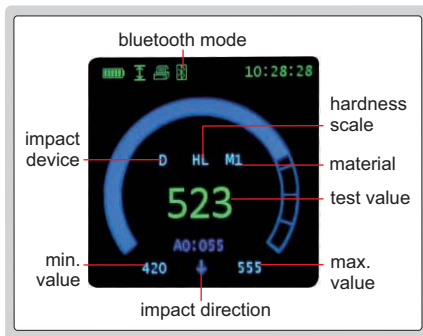 bluetooth mode
10:28:28
hardness
scale
impact
device
D HL M1
material
523
test value
A0:055
min.
value
420
555
max.
value
impact direction